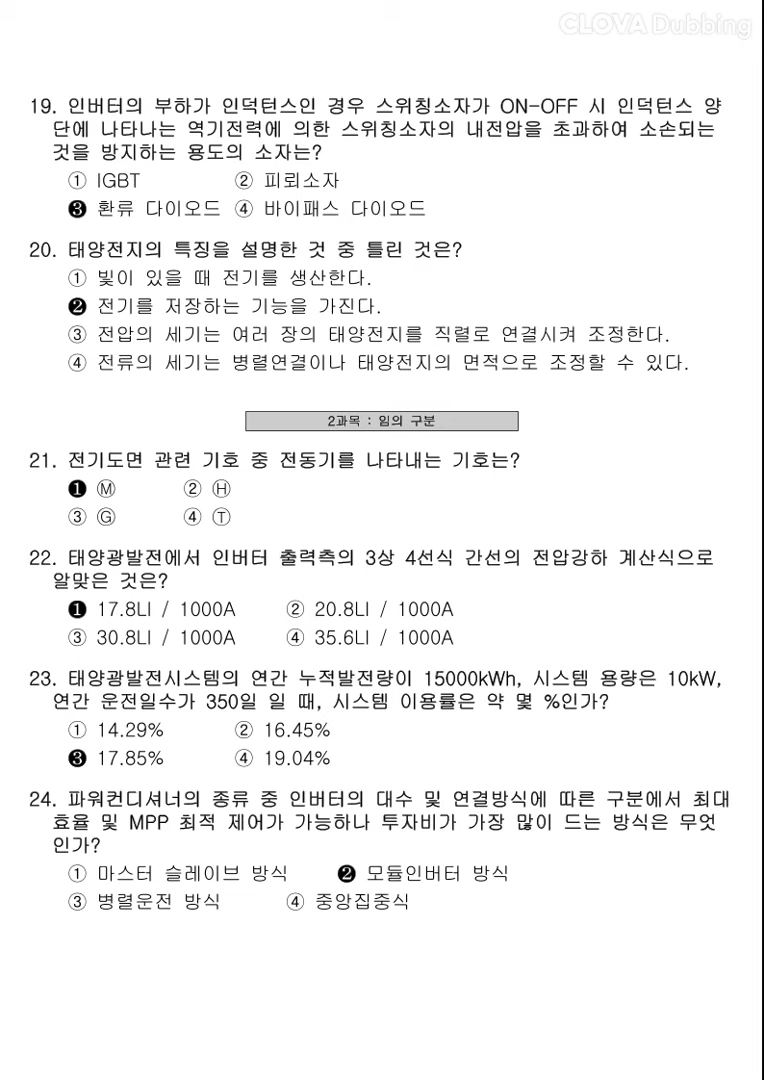 CLOVA Dubbing
19. 인버터의 부하가 인덕턴스인 경우 스위칭소자가 ON-OFF 시 인덕턴스 양
단에 나타나는 역기전력에 의한 스위칭소자의 내전압을 초과하여 소손되는
것을 방지하는 용도의 소자는?
① IGBT ② 피뢰소자
❸ 환류 다이오드 ④ 바이패스 다이오드
20. 태양전지의 특징을 설명한 것 중 틀린 것은?
① 빛이 있을 때 전기를 생산한다.
❷ 전기를 저장하는 기능을 가진다.
③ 전압의 세기는 여러 장의 태양전지를 직렬로 연결시켜 조정한다.
④ 전류의 세기는 병렬연결이나 태양전지의 면적으로 조정할 수 있다.
2과목 : 임의 구분
21. 전기도면 관련 기호 중 전동기를 나타내는 기호는?
❶ Ⓜ ② Ⓗ
③ Ⓖ ④ Ⓣ
22. 태양광발전에서 인버터 출력측의 3상 4선식 간선의 전압강하 계산식으로
알맞은 것은?
❶ 17.8LI / 1000A ② 20.8LI / 1000A
③ 30.8LI / 1000A ④ 35.6LI / 1000A
23. 태양광발전시스템의 연간 누적발전량이 15000kWh, 시스템 용량은 10kW,
연간 운전일수가 350일 일 때, 시스템 이용률은 약 몇 %인가?
① 14.29% ② 16.45%
❸ 17.85% ④ 19.04%
24. 파워컨디셔너의 종류 중 인버터의 대수 및 연결방식에 따른 구분에서 최대
효율 및 MPP 최적 제어가 가능하나 투자비가 가장 많이 드는 방식은 무엇
인가?
① 마스터 슬레이브 방식 ❷ 모듈인버터 방식
③ 병렬운전 방식 ④ 중앙집중식